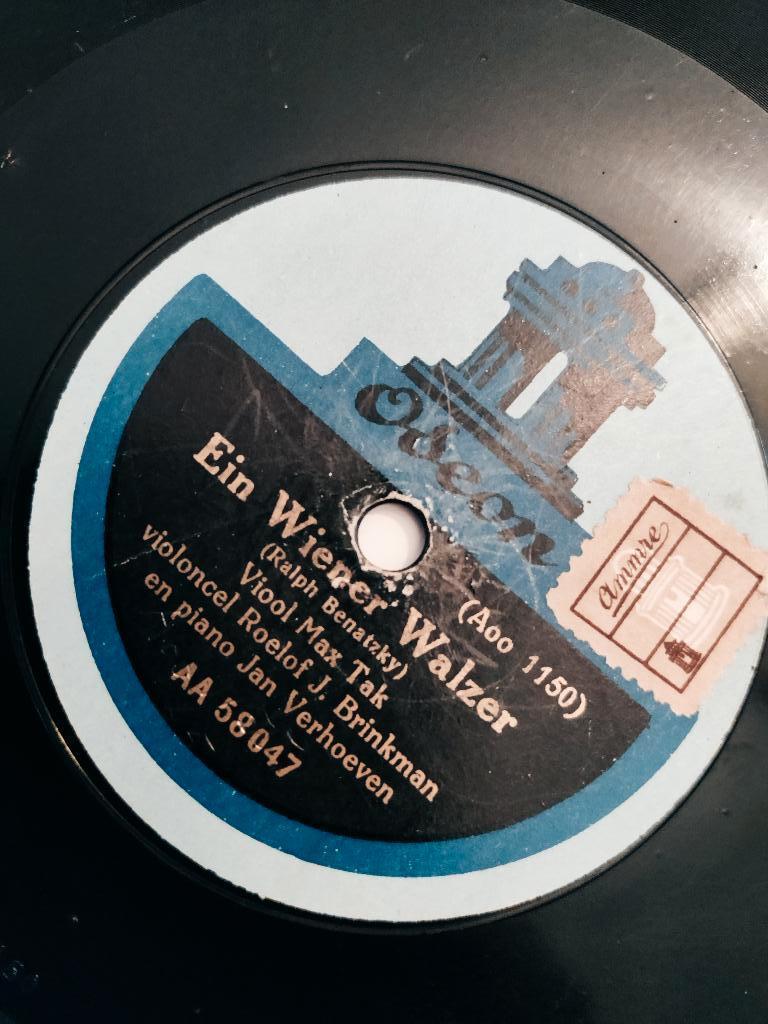 Odeon
Ammre
(Aoo 1150)
Ein Wiener Walzer
(Ralph Benatzky)
Viool Max Tak
violoncel Roelof J. Brinkman
en piano Jan Verhoeven
AA 58047